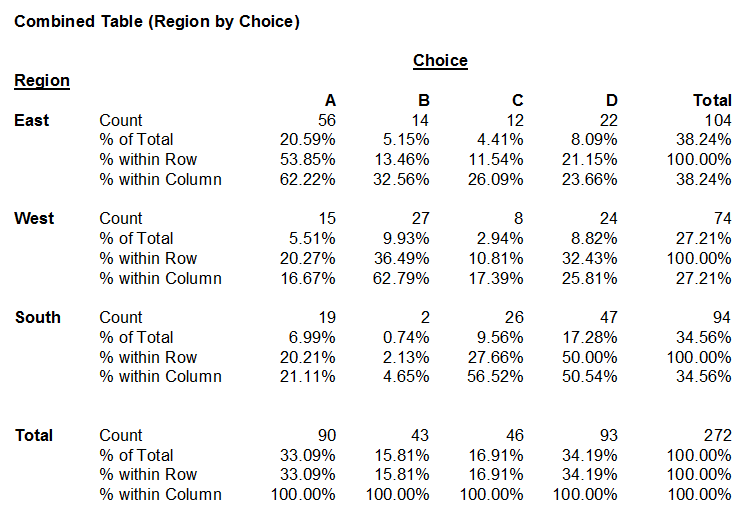 Combined Table (Region by Choice)
Choice
Region
A B C D Total
East Count 56 14 12 22 104
% of Total 20.59% 5.15% 4.41% 8.09% 38.24%
% within Row 53.85% 13.46% 11.54% 21.15% 100.00%
% within Column 62.22% 32.56% 26.09% 23.66% 38.24%
West Count 15 27 8 24 74
% of Total 5.51% 9.93% 2.94% 8.82% 27.21%
% within Row 20.27% 36.49% 10.81% 32.43% 100.00%
% within Column 16.67% 62.79% 17.39% 25.81% 27.21%
South Count 19 2 26 47 94
% of Total 6.99% 0.74% 9.56% 17.28% 34.56%
% within Row 20.21% 2.13% 27.66% 50.00% 100.00%
% within Column 21.11% 4.65% 56.52% 50.54% 34.56%
Total Count 90 43 46 93 272
% of Total 33.09% 15.81% 16.91% 34.19% 100.00%
% within Row 33.09% 15.81% 16.91% 34.19% 100.00%
% within Column 100.00% 100.00% 100.00% 100.00% 100.00%